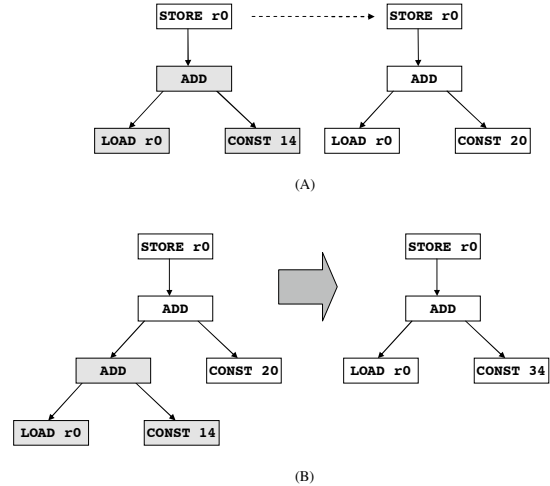 STORE r0 STORE r0
ADD ADD
LOAD r0 CONST 14 LOAD r0 CONST 20
(A)
STORE r0 STORE r0
ADD ADD
ADD CONST 20 LOAD r0 CONST 34
LOAD r0 CONST 14
(B)